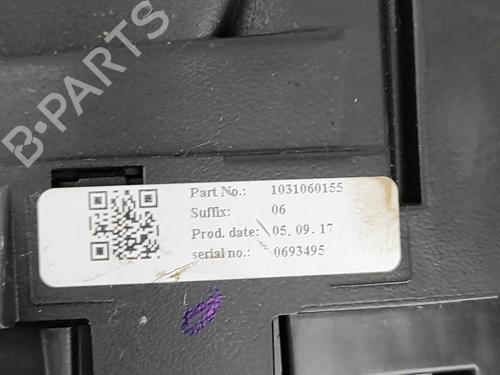 B-PARTS
Part No.: 1031060155
Suffix: 06
Prod. date: 05. 09. 17
serial no.: 0693495